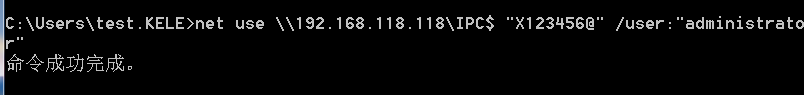 C:\Users\test.KELE>net use \\192.168.118.118\IPC$ "X123456@" /user:"administrato
r"
命令成功完成。